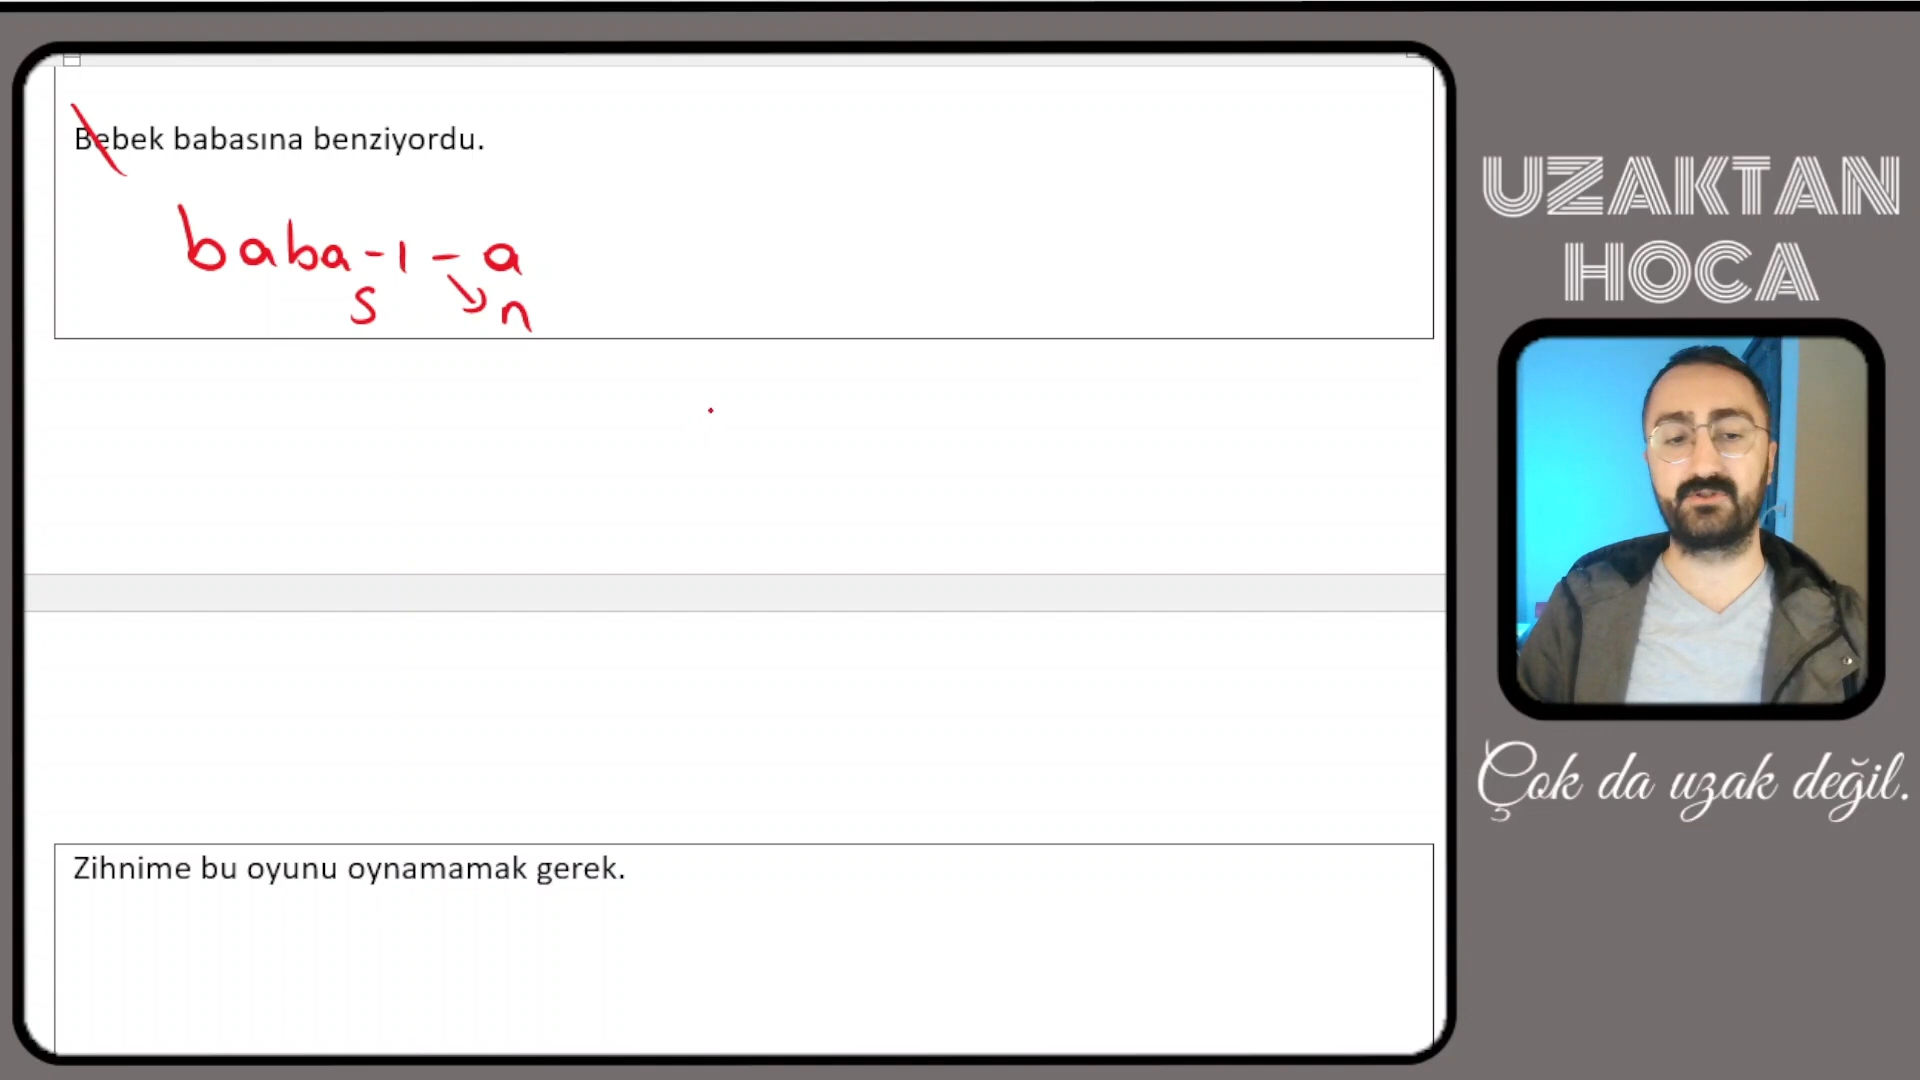 Bebek babasına benziyordu.
baba-ı-a
s n
Zihnime bu oyunu oynamamak gerek.
UZAKTAN
HOCA
Çok da uzak değil.